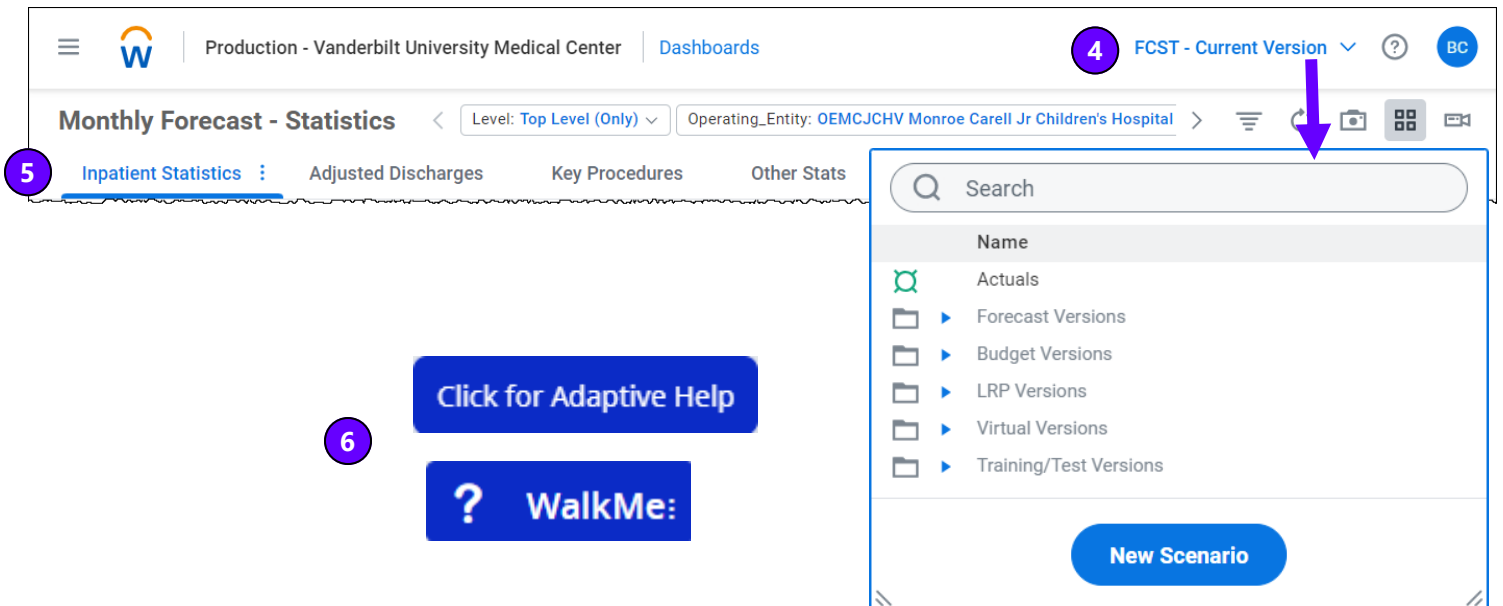 Production - Vanderbilt University Medical Center Dashboards 4 FCST - Current Version ? BC
Monthly Forecast - Statistics Level: Top Level (Only) Operating_Entity: OEMCJCHV Monroe Carell Jr Children's Hospital
5 Inpatient Statistics Adjusted Discharges Key Procedures Other Stats
Search
Name
Actuals
Forecast Versions
Budget Versions
LRP Versions
Virtual Versions
Training/Test Versions
New Scenario
Click for Adaptive Help
6
? WalkMe